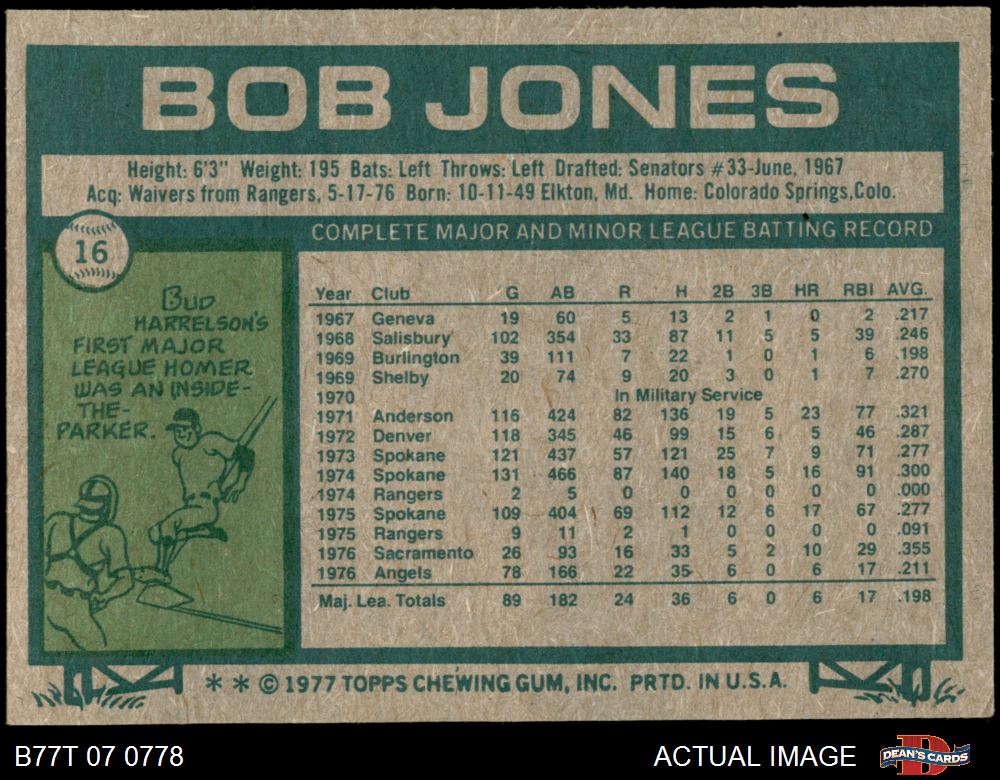 BOB JONES
Height: 6'3" Weight: 195 Bats: Left Throws: Left Drafted: Senators #33-June, 1967
Acq: Waivers from Rangers, 5-17-76 Born: 10-11-49 Elkton, Md. Home: Colorado Springs,Colo.
16
COMPLETE MAJOR AND MINOR LEAGUE BATTING RECORD
BUD
HARRELSON'S
FIRST MAJOR
LEAGUE HOMER
WAS AN INSIDE-
THE-
PARKER.
Year Club G AB R H 2B 3B HR RBI AVG.
1967 Geneva 19 60 5 13 2 1 0 2 .217
1968 Salisbury 102 354 33 87 11 5 5 39 .246
1969 Burlington 39 111 7 22 1 0 1 6 .198
1969 Shelby 20 74 9 20 3 0 1 7 .270
1970 In Military Service
1971 Anderson 116 424 82 136 19 5 23 77 .321
1972 Denver 118 345 46 99 15 6 5 46 .287
1973 Spokane 121 437 57 121 25 7 9 71 .277
1974 Spokane 131 466 87 140 18 5 16 91 .300
1974 Rangers 2 5 0 0 0 0 0 0 .000
1975 Spokane 109 404 69 112 12 6 17 67 .277
1975 Rangers 9 11 2 1 0 0 0 0 .091
1976 Sacramento 26 93 16 33 5 2 10 29 .355
1976 Angels 78 166 22 35 6 0 6 17 .211
Maj. Lea. Totals 89 182 24 36 6 0 6 17 .198
* * © 1977 TOPPS CHEWING GUM, INC. PRTD. IN U.S.A.
B77T 07 0778
ACTUAL IMAGE
D
DEAN'S CARDS